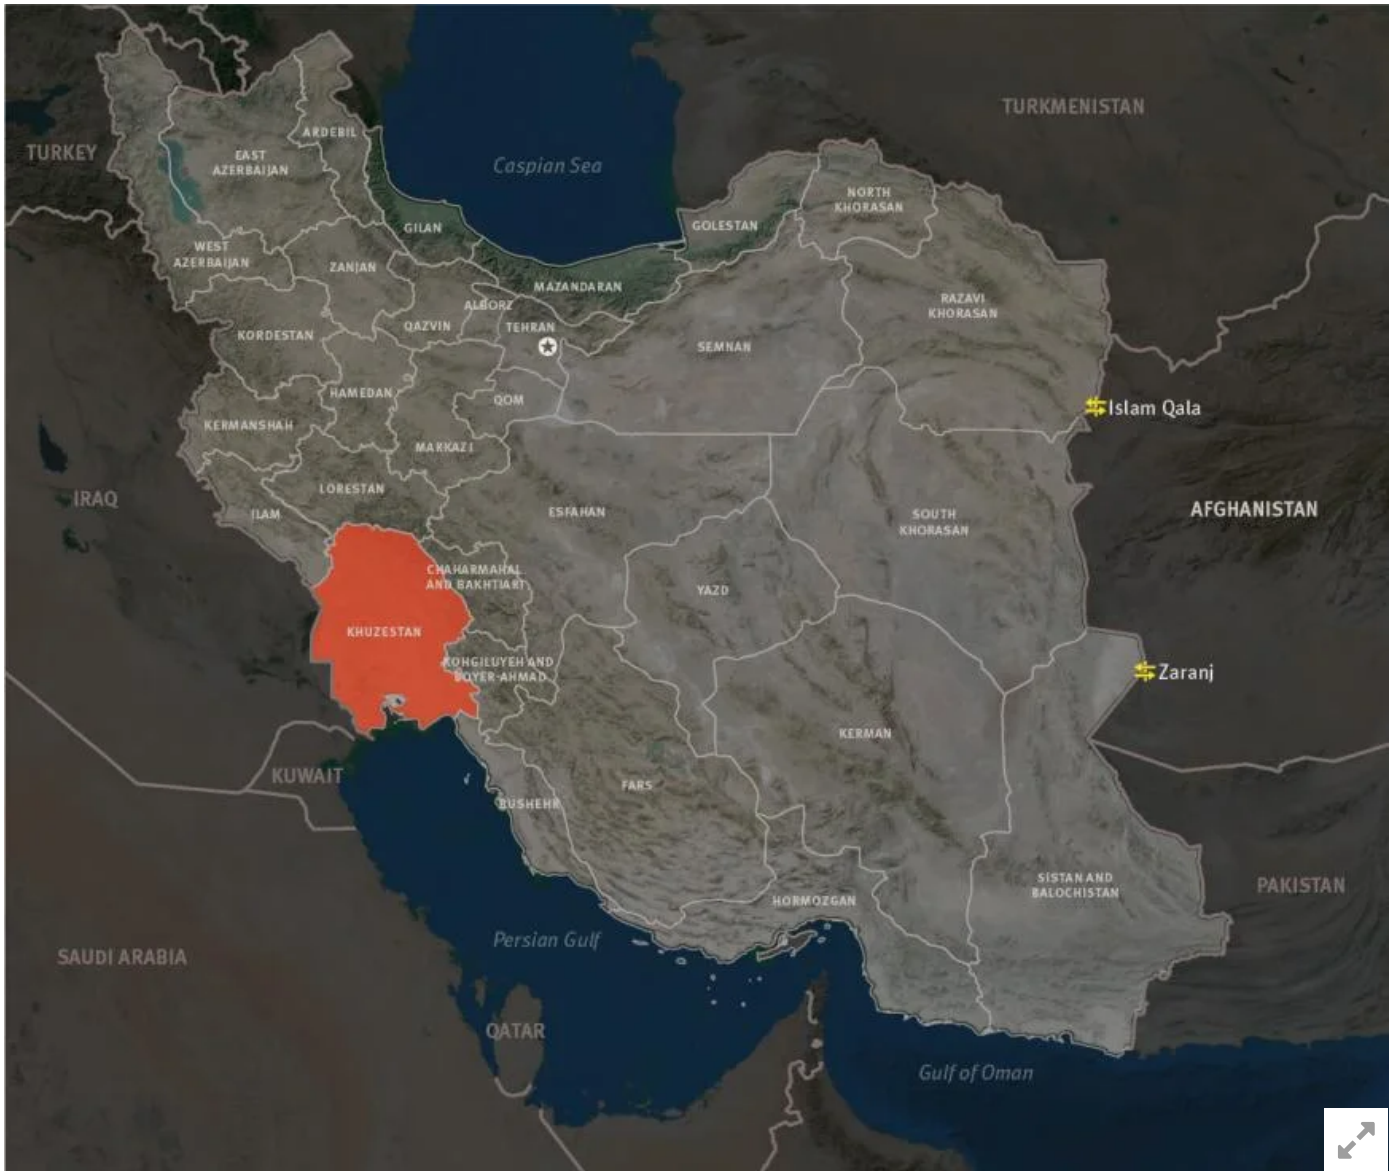 TURKMENISTAN
TURKEY
ARDEBIL
EAST
AZERBAIJAN
Caspian Sea
NORTH
KHORASAN
GILAN
GOLESTAN
WEST
AZERBAIJAN
ZANJAN
MAZANDARAN
ALBORZ
RAZAVI
KHORASAN
KORDESTAN
QAZVIN
TEHRAN
SEMNAN
HAMEDAN
QOM
Islam Qala
KERMANSHAH
MARKAZI
IRAQ
LORESTAN
ILAM
ESFAHAN
SOUTH
KHORASAN
AFGHANISTAN
CHAHARMAHAL
AND BAKHTIARI
YAZD
KHUZESTAN
KOHGILUYEH AND
BOYER-AHMAD
Zaranj
KERMAN
KUWAIT
FARS
BUSHEHR
SISTAN AND
BALOCHISTAN
PAKISTAN
HORMOZGAN
Persian Gulf
SAUDI ARABIA
QATAR
Gulf of Oman